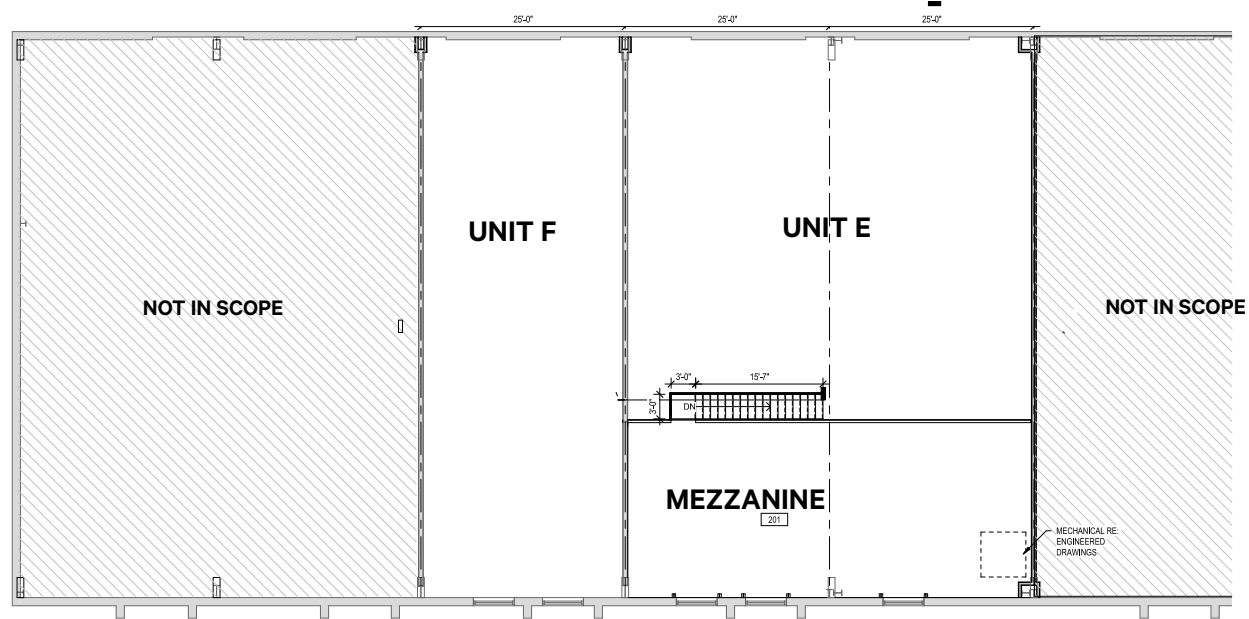 25'-0"
25'-0"
25'-0"
UNIT F
UNIT E
NOT IN SCOPE
NOT IN SCOPE
3'-0"
15'-7"
3'-0"
DN
MEZZANINE
201
MECHANICAL RE:
ENGINEERED
DRAWINGS